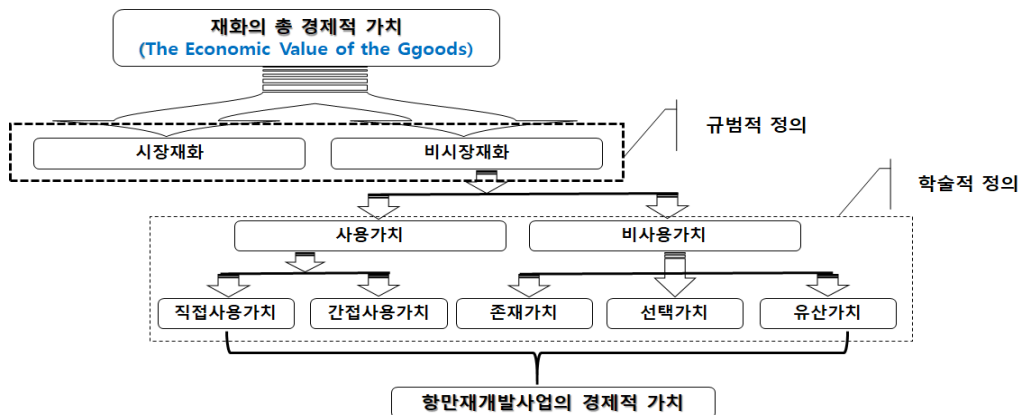 재화의 총 경제적 가치
(The Economic Value of the Ggoods)
규범적 정의
시장재화
비시장재화
학술적 정의
사용가치
비사용가치
직접사용가치
간접사용가치
존재가치
선택가치
유산가치
항만재개발사업의 경제적 가치